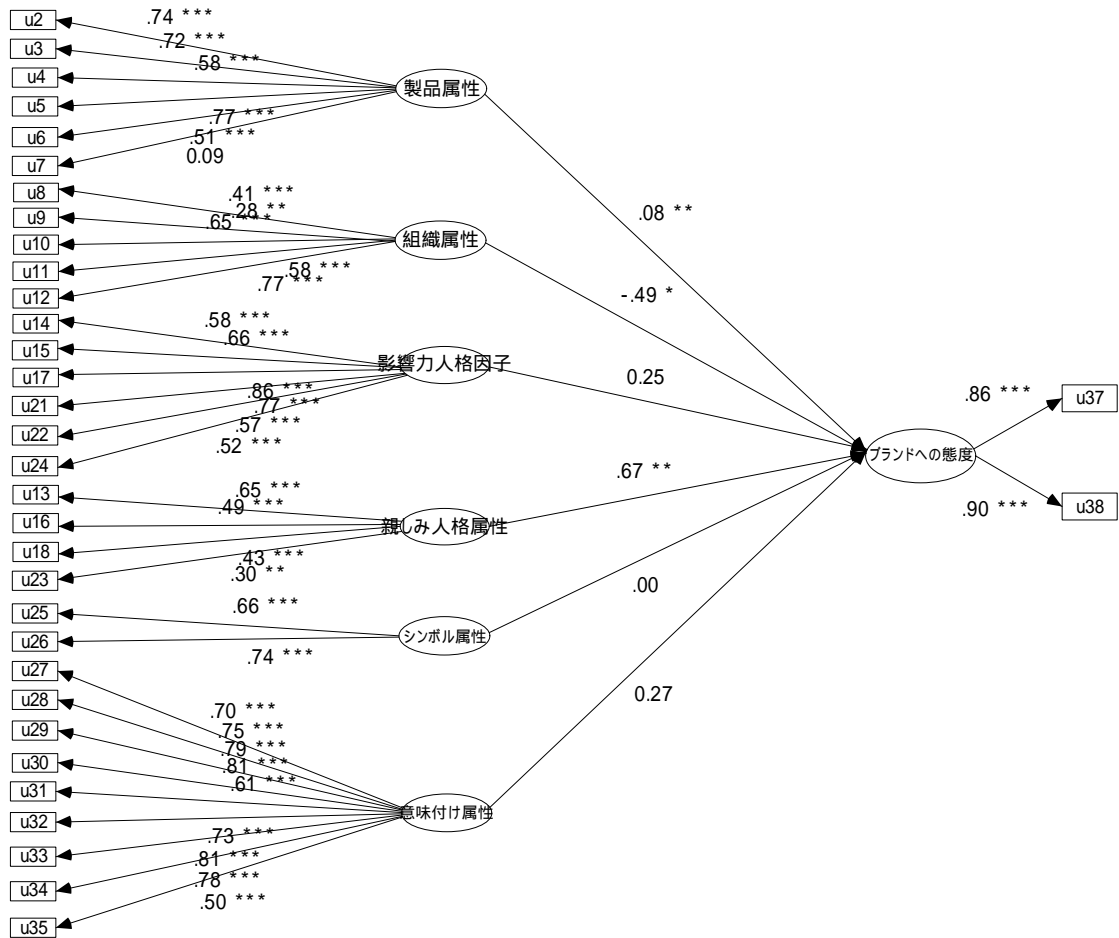 u2
u3
u4
u5
u6
u7
.74 ***
.72 ***
.58 ***
.77 ***
.51 ***
0.09
製品属性
.08 **
u8
u9
u10
u11
u12
.41 ***
.28 **
.65 ***
.58 ***
.77 ***
組織属性
-.49 *
u14
u15
u17
u21
u22
u24
.58 ***
.66 ***
.86 ***
.77 ***
.57 ***
.52 ***
影響力人格因子
0.25
u13
u16
u18
u23
.65 ***
.49 ***
.43 ***
.30 **
親しみ人格属性
.67 **
u25
u26
.66 ***
.74 ***
シンボル属性
.00
u27
u28
u29
u30
u31
u32
u33
u34
u35
.70 ***
.75 ***
.79 ***
.81 ***
.61 ***
.73 ***
.81 ***
.78 ***
.50 ***
意味付け属性
0.27
ブランドへの態度
.86 ***
u37
.90 ***
u38